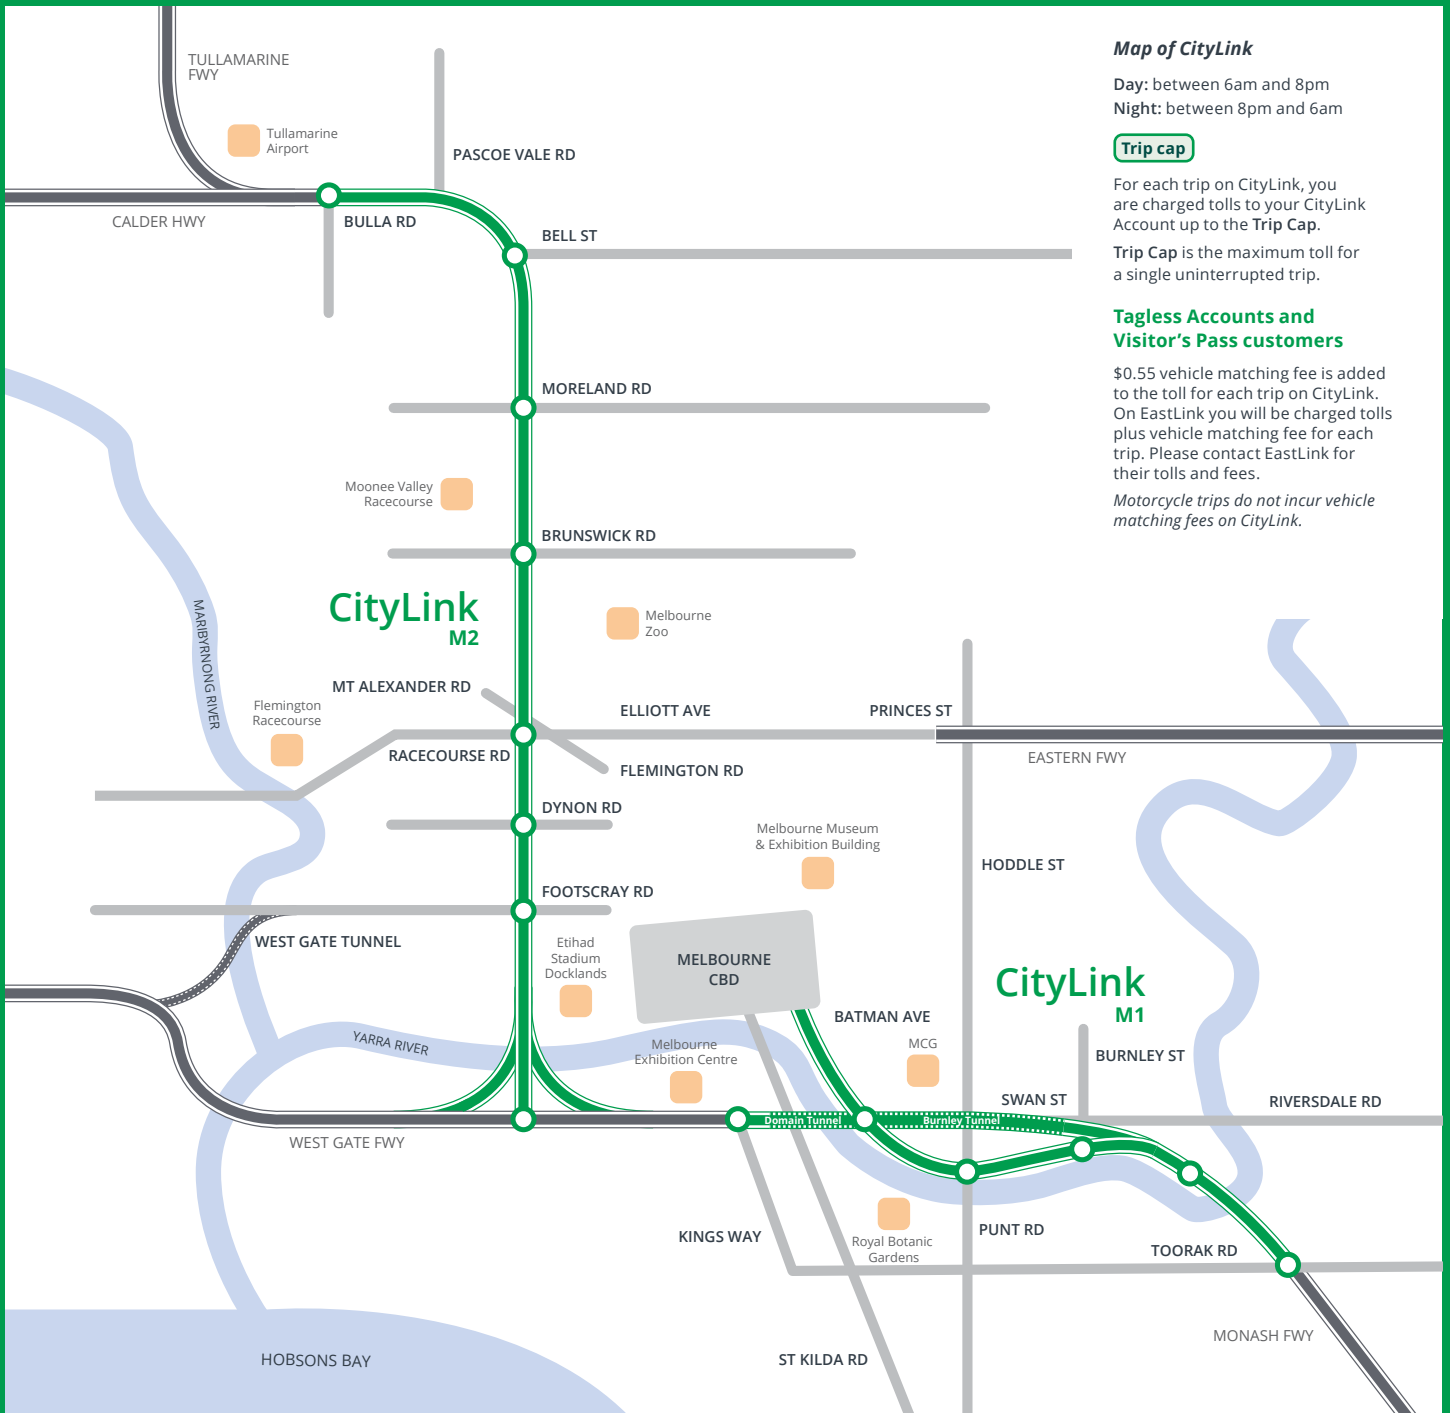 TULLAMARINE
FWY
Tullamarine
Airport
PASCOE VALE RD
CALDER HWY
BULLA RD
BELL ST
MORELAND RD
Moonee Valley
Racecourse
BRUNSWICK RD
CityLink
M2
Melbourne
Zoo
MARIBYRNONG RIVER
MT ALEXANDER RD
Flemington
Racecourse
ELLIOTT AVE
PRINCES ST
RACECOURSE RD
EASTERN FWY
FLEMINGTON RD
DYNON RD
Melbourne Museum
& Exhibition Building
HODDLE ST
FOOTSCRAY RD
WEST GATE TUNNEL
Etihad
Stadium
Docklands
MELBOURNE
CBD
CityLink
M1
BATMAN AVE
YARRA RIVER
Melbourne
Exhibition Centre
MCG
BURNLEY ST
SWAN ST
RIVERSDALE RD
Domain Tunnel
Burnley Tunnel
WEST GATE FWY
KINGS WAY
Royal Botanic
Gardens
PUNT RD
TOORAK RD
MONASH FWY
HOBSONS BAY
ST KILDA RD
Map of CityLink
Day: between 6am and 8pm
Night: between 8pm and 6am
Trip cap
For each trip on CityLink, you
are charged tolls to your CityLink
Account up to the Trip Cap.
Trip Cap is the maximum toll for
a single uninterrupted trip.
Tagless Accounts and
Visitor’s Pass customers
$0.55 vehicle matching fee is added
to the toll for each trip on CityLink.
On EastLink you will be charged tolls
plus vehicle matching fee for each
trip. Please contact EastLink for
their tolls and fees.
Motorcycle trips do not incur vehicle
matching fees on CityLink.